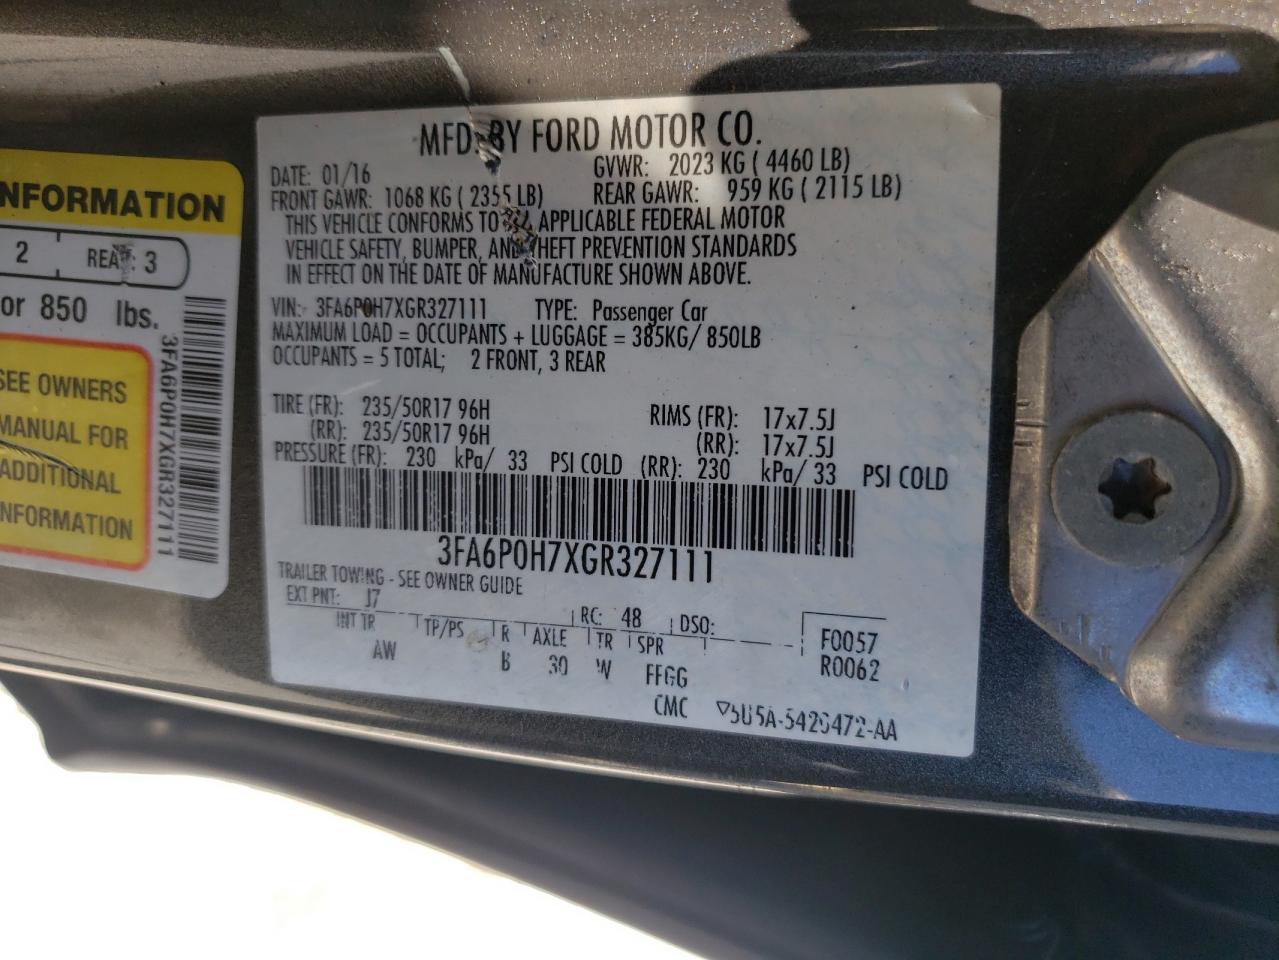 NFORMATION
2 REAR 3
or 850 lbs.
SEE OWNERS
MANUAL FOR
ADDITIONAL
NFORMATION
3FA6P0H7XGR327111
MFD. BY FORD MOTOR CO.
DATE: 01/16 GVWR: 2023 KG ( 4460 LB)
FRONT GAWR: 1068 KG ( 2355 LB) REAR GAWR: 959 KG ( 2115 LB)
THIS VEHICLE CONFORMS TO ALL APPLICABLE FEDERAL MOTOR
VEHICLE SAFETY, BUMPER, AND THEFT PREVENTION STANDARDS
IN EFFECT ON THE DATE OF MANUFACTURE SHOWN ABOVE.
VIN: 3FA6P0H7XGR327111 TYPE: Passenger Car
MAXIMUM LOAD = OCCUPANTS + LUGGAGE = 385KG/ 850LB
OCCUPANTS = 5 TOTAL; 2 FRONT, 3 REAR
TIRE (FR): 235/50R17 96H RIMS (FR): 17x7.5J
(RR): 235/50R17 96H (RR): 17x7.5J
PRESSURE (FR): 230 kPa/ 33 PSI COLD (RR): 230 kPa/ 33 PSI COLD
3FA6P0H7XGR327111
TRAILER TOWING - SEE OWNER GUIDE
EXT PNT: J7 RC: 48 DSO: F0057
INT TR TP/PS R AXLE TR SPR R0062
AW B 30 W FFGG
CMC